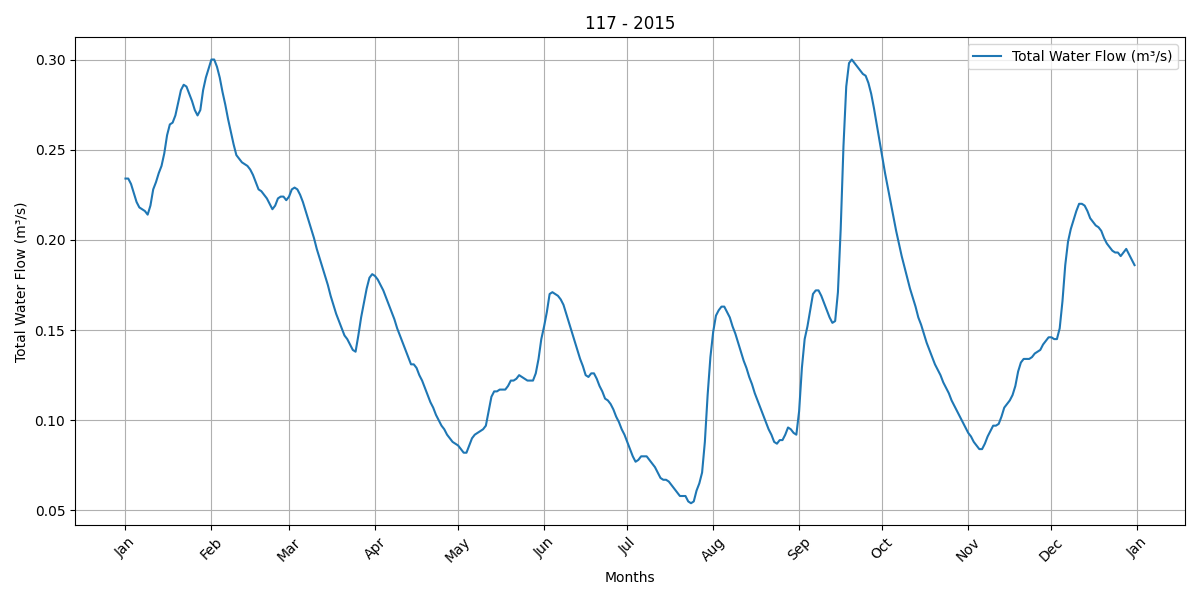 117 - 2015
Total Water Flow (m³/s)
Total Water Flow (m³/s)
0.30
0.25
0.20
0.15
0.10
0.05
Jan
Feb
Mar
Apr
May
Jun
Jul
Aug
Sep
Oct
Nov
Dec
Jan
Months